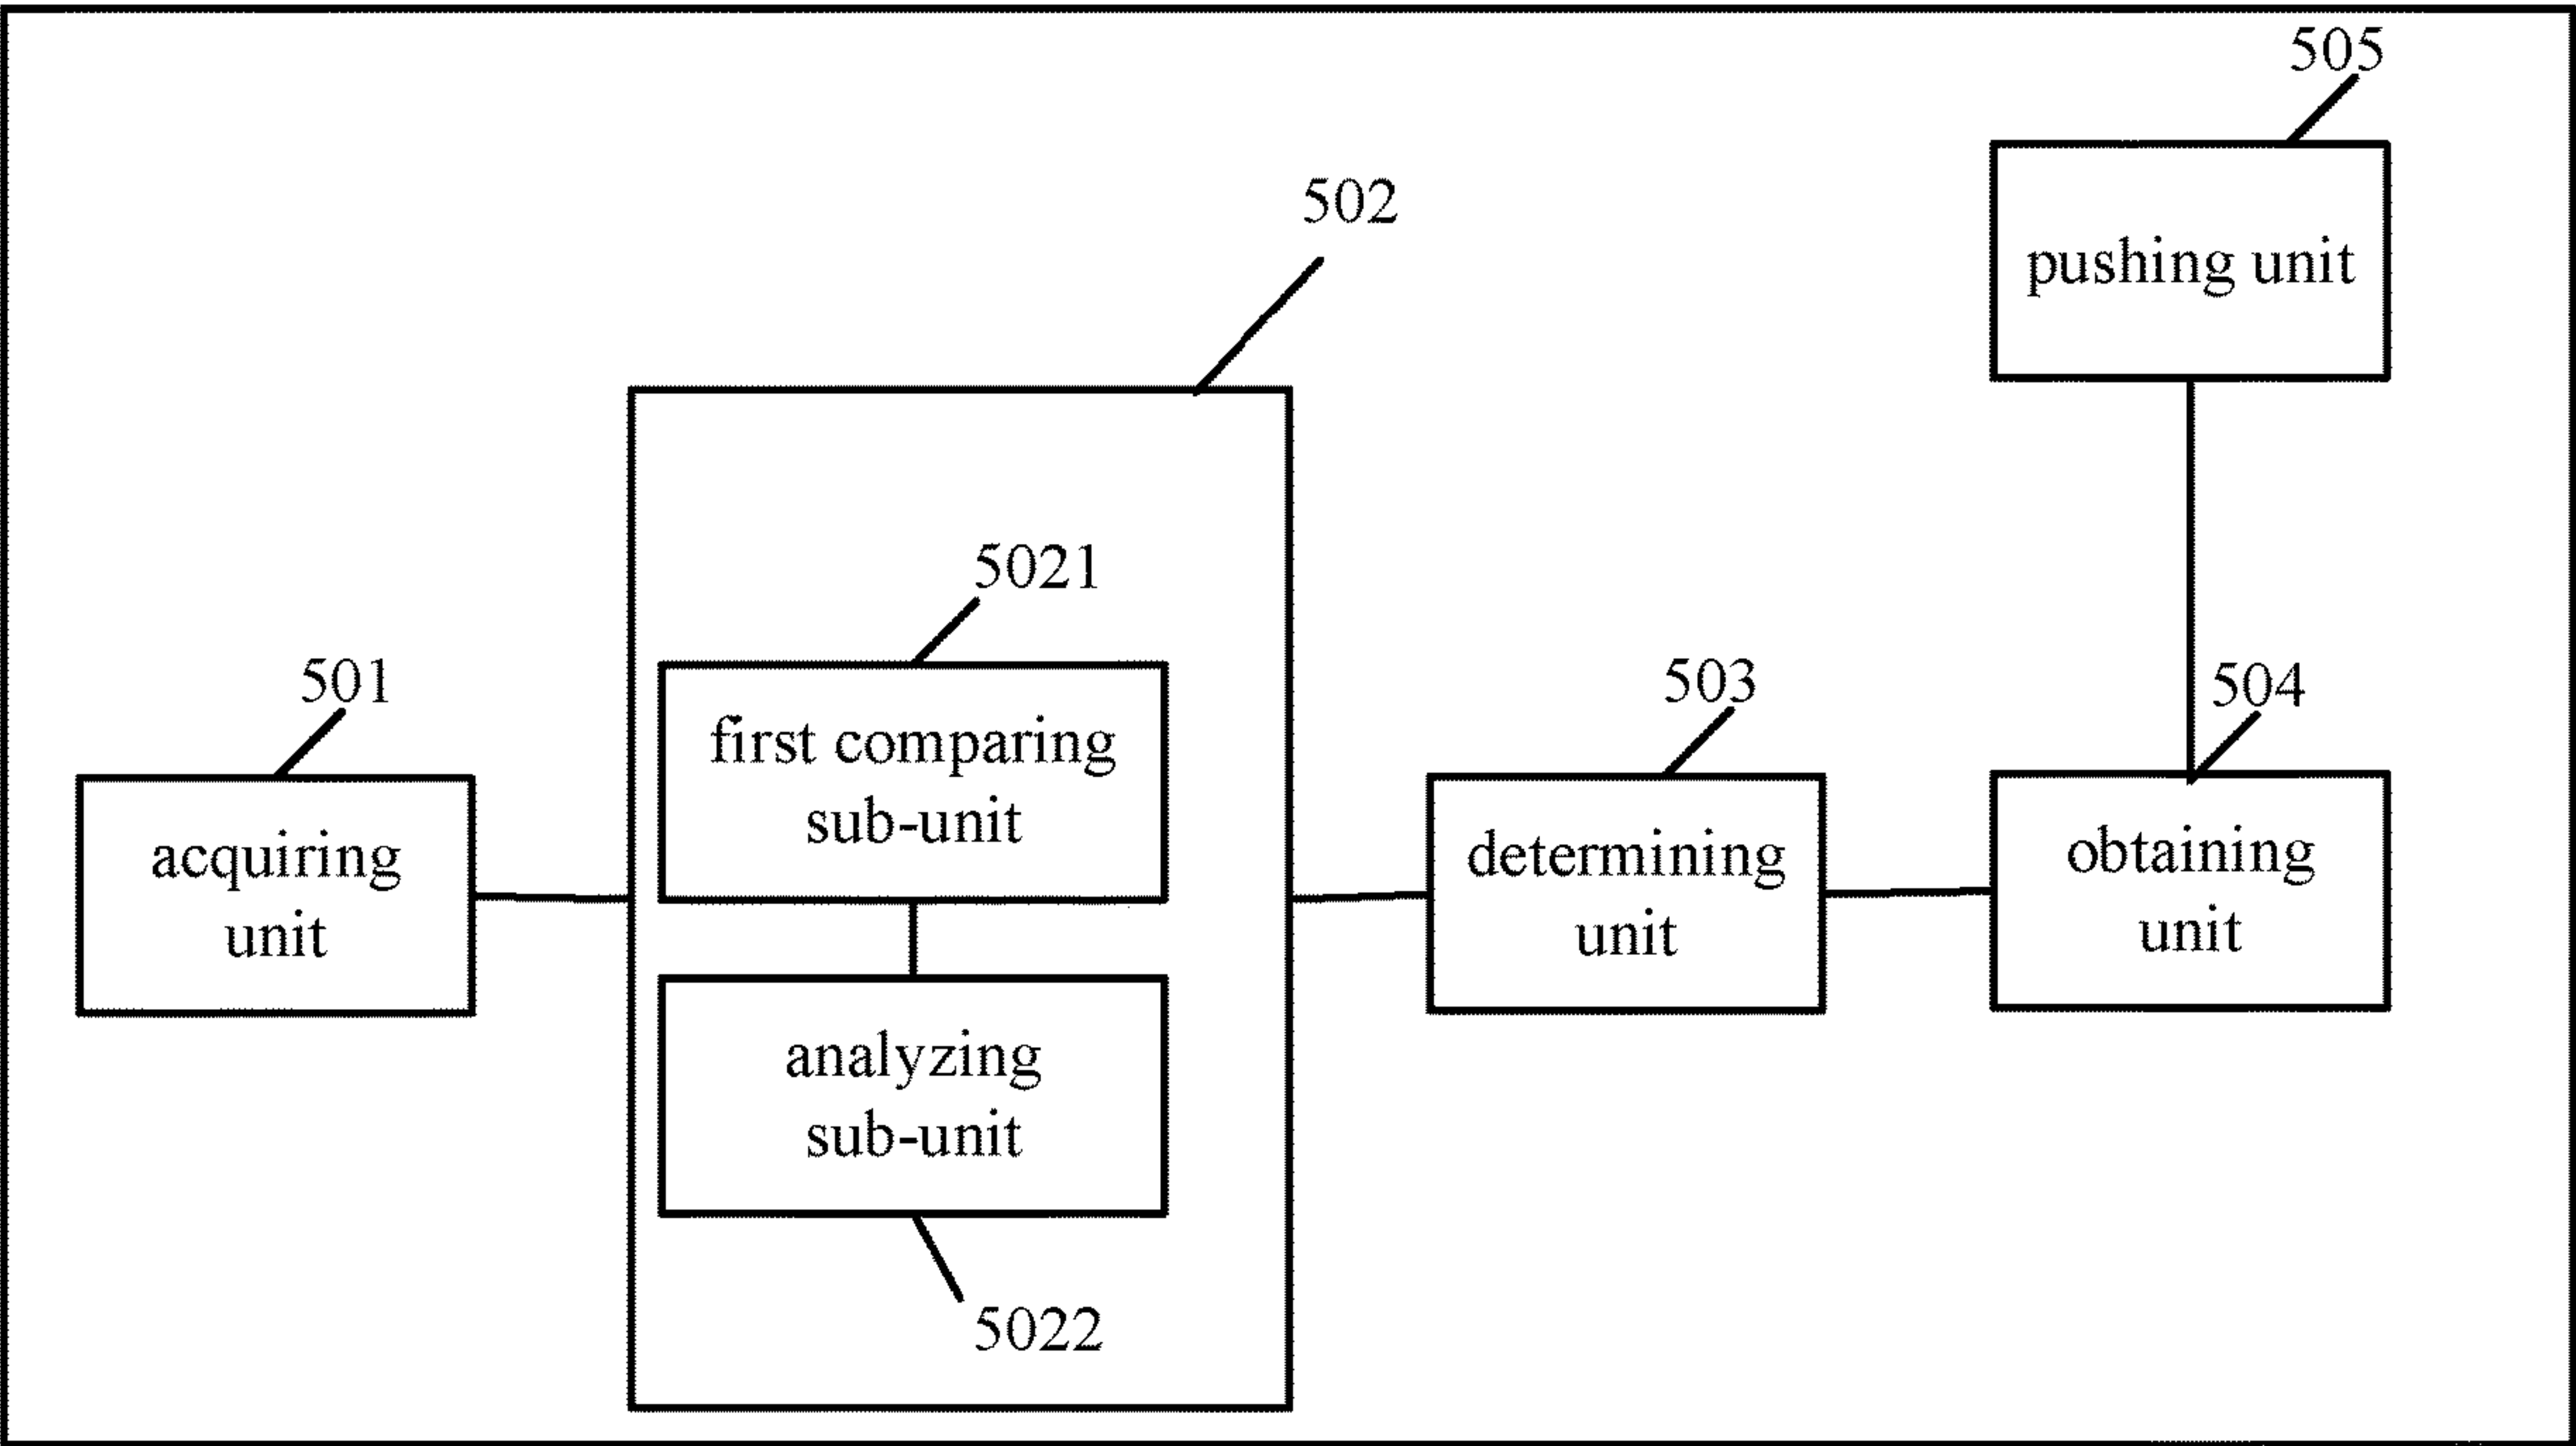 505
pushing unit
502
5021
first comparing
sub-unit
analyzing
sub-unit
5022
501
acquiring
unit
503
determining
unit
504
obtaining
unit